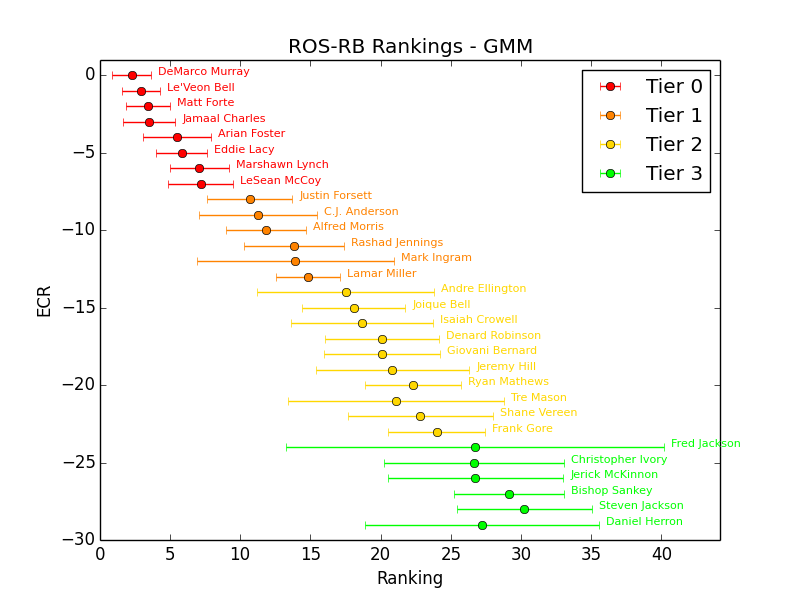 ROS-RB Rankings - GMM
DeMarco Murray
Le'Veon Bell
Matt Forte
Jamaal Charles
Arian Foster
Eddie Lacy
Marshawn Lynch
LeSean McCoy
Justin Forsett
C.J. Anderson
Alfred Morris
Rashad Jennings
Mark Ingram
Lamar Miller
Andre Ellington
Joique Bell
Isaiah Crowell
Denard Robinson
Giovani Bernard
Jeremy Hill
Ryan Mathews
Tre Mason
Shane Vereen
Frank Gore
Fred Jackson
Christopher Ivory
Jerick McKinnon
Bishop Sankey
Steven Jackson
Daniel Herron
Tier 0
Tier 1
Tier 2
Tier 3
0
−5
−10
−15
−20
−25
−30
ECR
0 5 10 15 20 25 30 35 40
Ranking